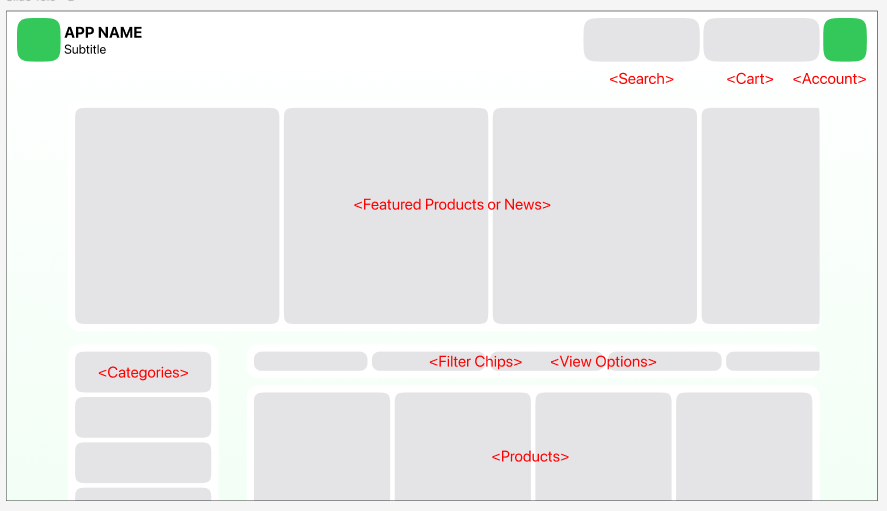 APP NAME
Subtitle
<Search>
<Cart>
<Account>
<Featured Products or News>
<Categories>
<Filter Chips>
<View Options>
<Products>